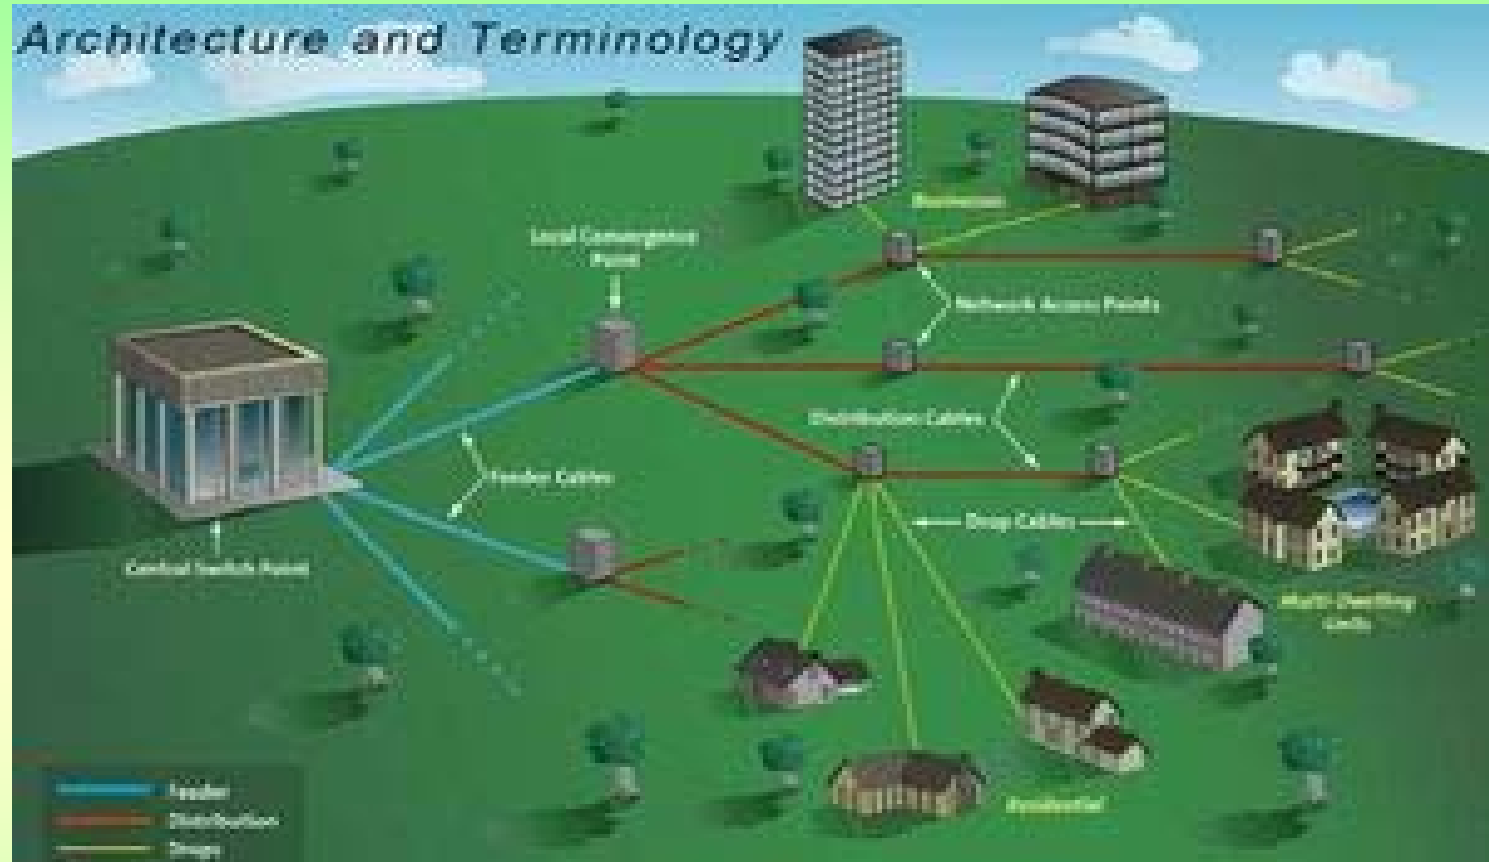 Architecture and Terminology
Businesses
Local Convergence
Point
Network Access Points
Distribution Cables
Feeder Cables
Drop Cables
Central Switch Point
Multi-Dwelling
Units
Residential
Feeder
Distribution
Drops